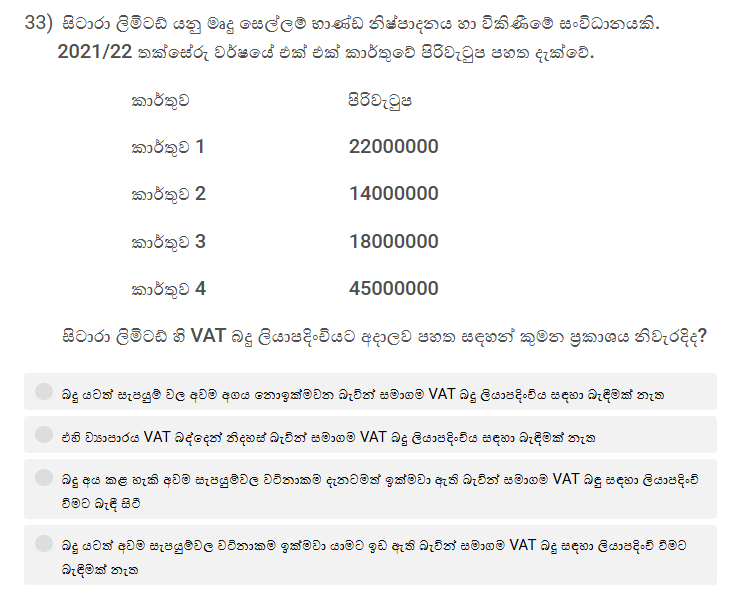 33) සිටාරා ලිමිටඩ් යනු මෘදු සෙල්ලම් භාණ්ඩ නිෂ්පාදනය හා විකිණීමේ සංවිධානයකි.
2021/22 තක්සේරු වර්ෂයේ එක් එක් කාර්තුවේ පිරිවැටුප පහත දැක්වේ.
කාර්තුව පිරිවැටුප
කාර්තුව 1 22000000
කාර්තුව 2 14000000
කාර්තුව 3 18000000
කාර්තුව 4 45000000
සිටාරා ලිමිටඩ් හි VAT බදු ලියාපදිංචියට අදාලව පහත සඳහන් කුමන ප්‍රකාශය නිවැරදිද?
බදු යටත් සැපයුම් වල අවම අගය නොඉක්මවන බැවින් සමාගම VAT බදු ලියාපදිංචිය සඳහා බැඳීමක් නැත
එහි ව්‍යාපාරය VAT බද්දෙන් නිදහස් බැවින් සමාගම VAT බදු ලියාපදිංචිය සඳහා බැඳීමක් නැත
බදු අය කළ හැකි අවම සැපයුම්වල වටිනාකම දැනටමත් ඉක්මවා ඇති බැවින් සමාගම VAT බඳු සඳහා ලියාපදිංචි
වීමට බැඳී සිටී
බදු යටත් අවම සැපයුම්වල වටිනාකම ඉක්මවා යාමට ඉඩ ඇති බැවින් සමාගම VAT බදු සඳහා ලියාපදිංචි වීමට
බැඳීමක් නැත